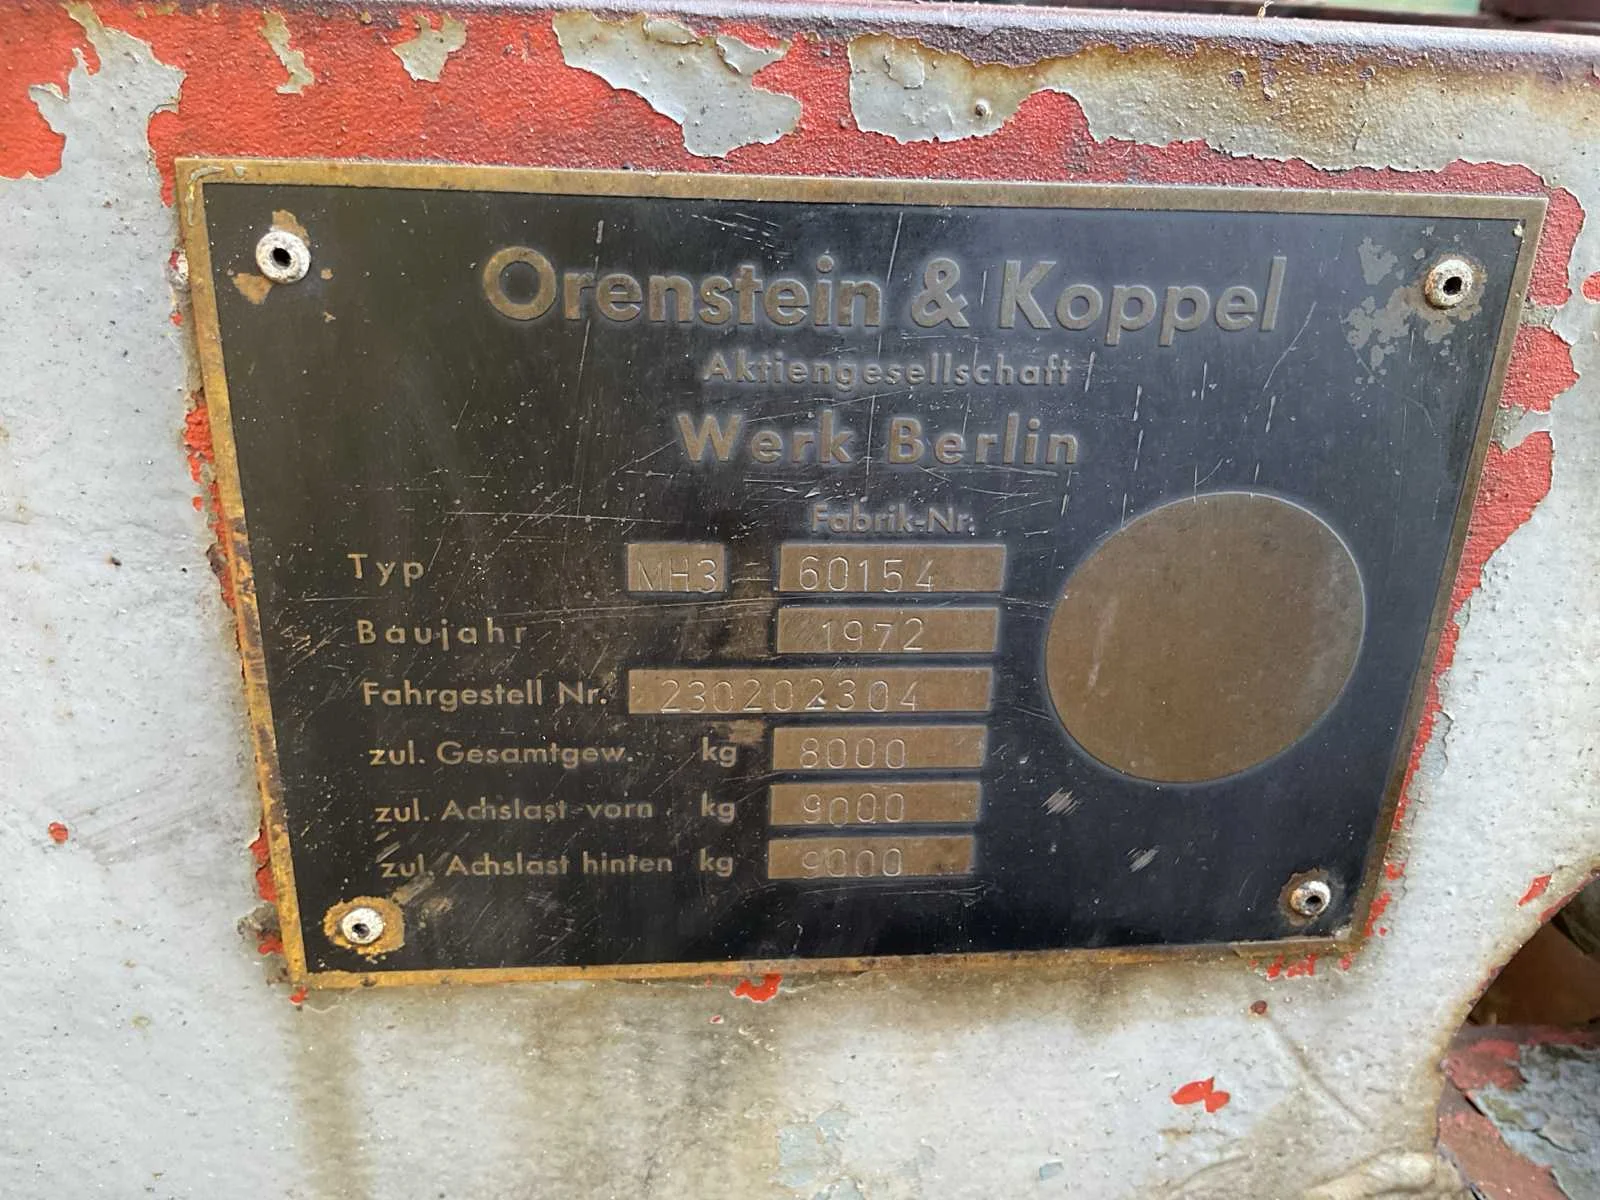 Orenstein & Koppel
Aktiengesellschaft
Werk Berlin
Fabrik-Nr.
Typ MH3 60154
Baujahr 1972
Fahrgestell Nr. 230202304
zul. Gesamtgew. kg 8000
zul. Achslast vorn kg 9000
zul. Achslast hinten kg 9000